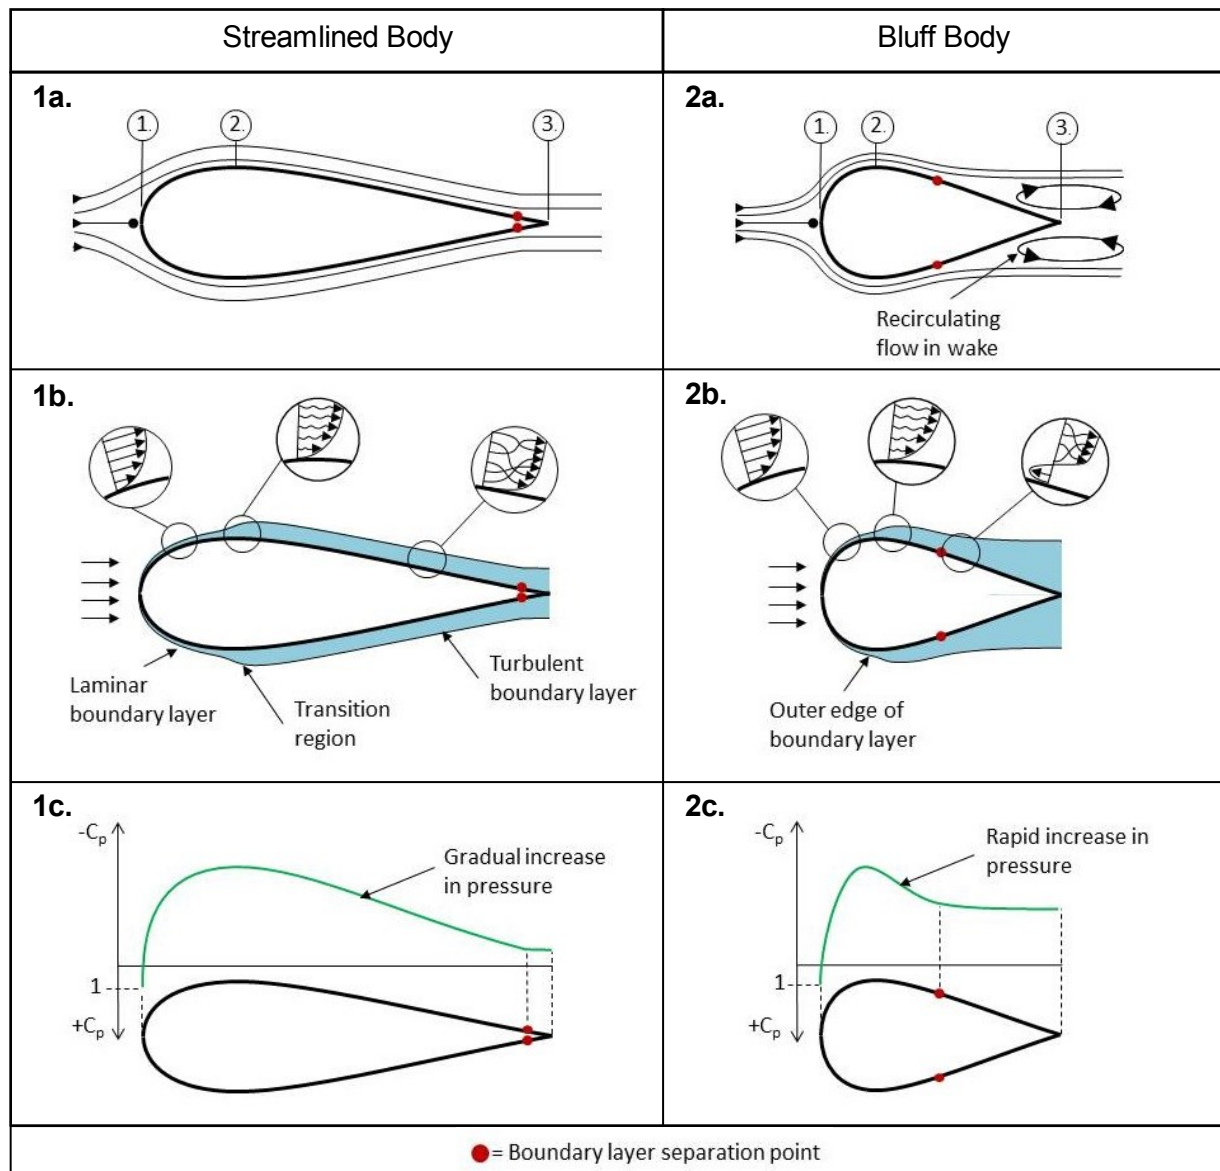 Streamlined Body
Bluff Body
1a.
1.
2.
3.
2a.
1.
2.
3.
Recirculating
flow in wake
1b.
Laminar
boundary layer
Transition
region
Turbulent
boundary layer
2b.
Outer edge of
boundary layer
1c.
-Cp
Gradual increase
in pressure
1
+Cp
2c.
-Cp
Rapid increase in
pressure
1
+Cp
= Boundary layer separation point